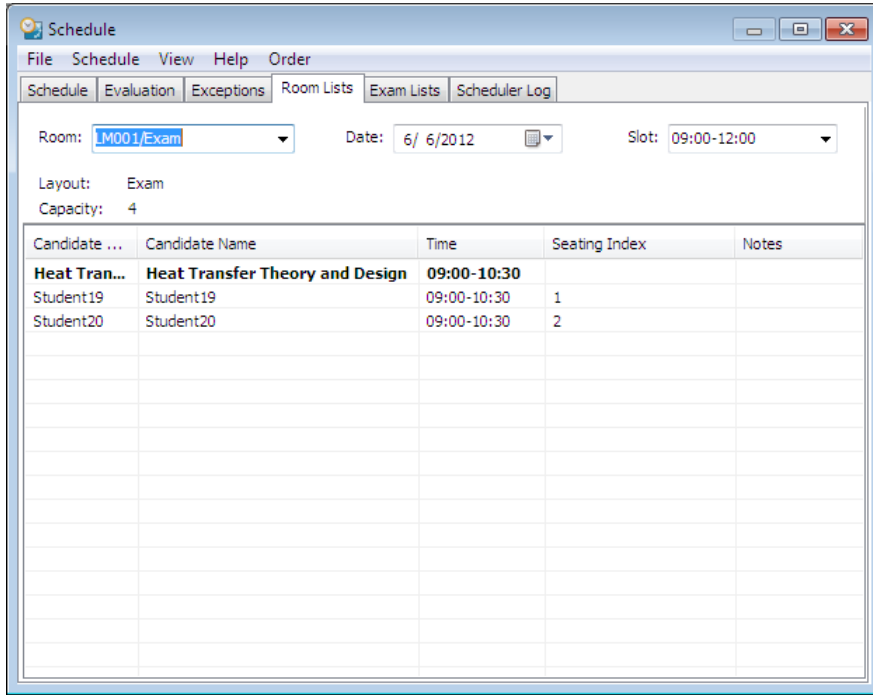 Schedule
File Schedule View Help Order
Schedule Evaluation Exceptions Room Lists Exam Lists Scheduler Log
Room: LM001/Exam Date: 6/ 6/2012 Slot: 09:00-12:00
Layout: Exam
Capacity: 4
Candidate ... Candidate Name Time Seating Index Notes
Heat Tran... Heat Transfer Theory and Design 09:00-10:30
Student19 Student19 09:00-10:30 1
Student20 Student20 09:00-10:30 2